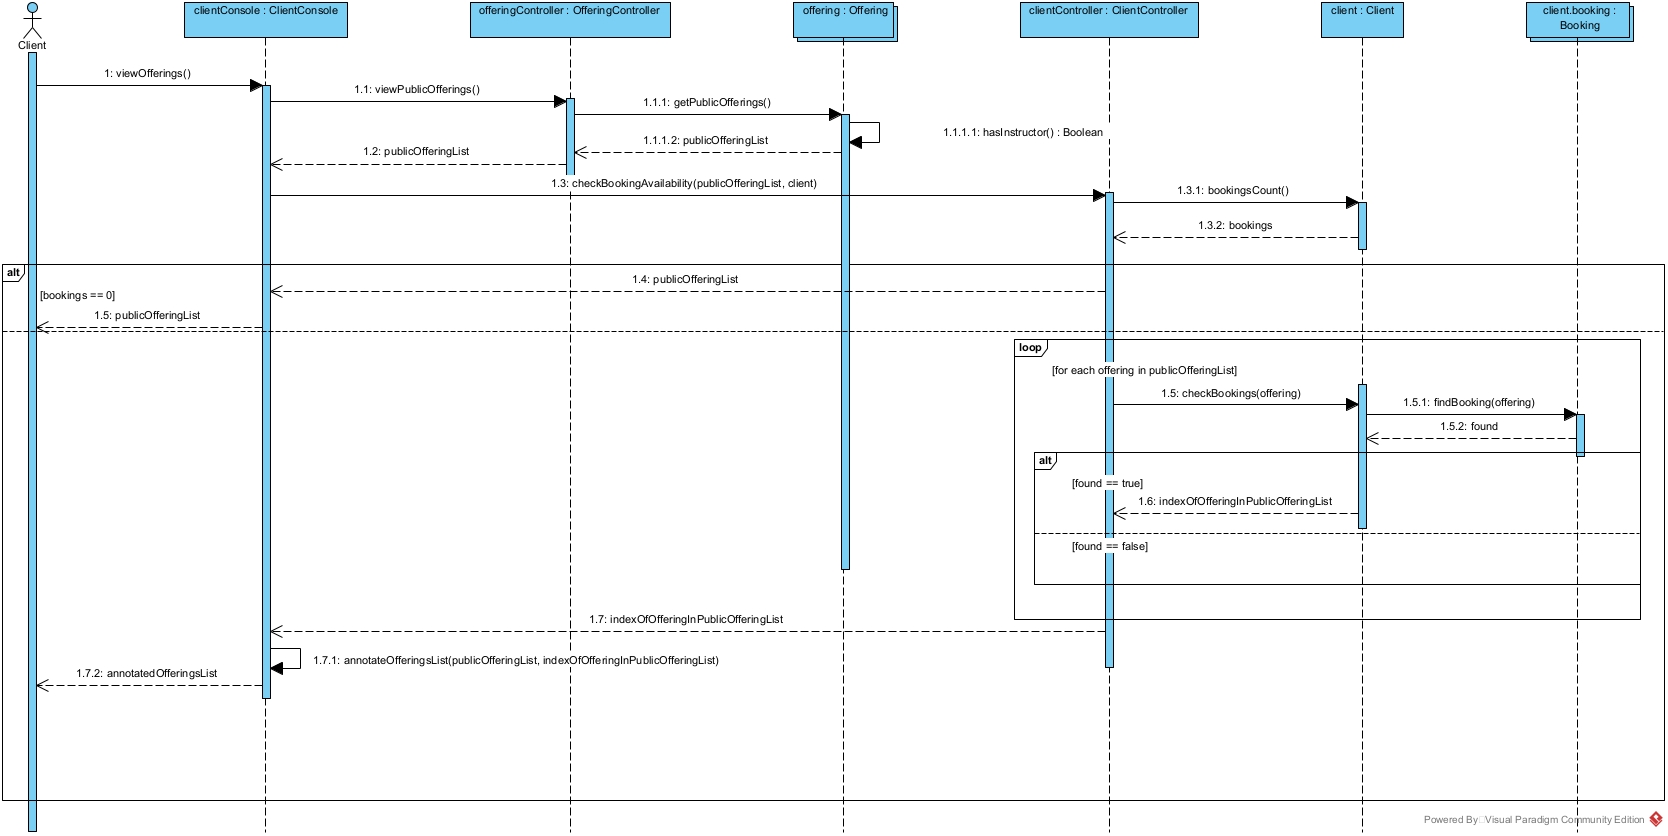 clientConsole : ClientConsole
offeringController : OfferingController
offering : Offering
clientController : ClientController
client : Client
client.booking :
Booking
Client
1: viewOfferings()
1.1: viewPublicOfferings()
1.1.1: getPublicOfferings()
1.1.1.1: hasInstructor() : Boolean
1.1.1.2: publicOfferingList
1.2: publicOfferingList
1.3: checkBookingAvailability(publicOfferingList, client)
1.3.1: bookingsCount()
1.3.2: bookings
alt
1.4: publicOfferingList
[bookings == 0]
1.5: publicOfferingList
loop
[for each offering in publicOfferingList]
1.5: checkBookings(offering)
1.5.1: findBooking(offering)
1.5.2: found
alt
[found == true]
1.6: indexOfOfferingInPublicOfferingList
[found == false]
1.7: indexOfOfferingInPublicOfferingList
1.7.1: annotateOfferingsList(publicOfferingList, indexOfOfferingInPublicOfferingList)
1.7.2: annotatedOfferingsList
Powered By Visual Paradigm Community Edition